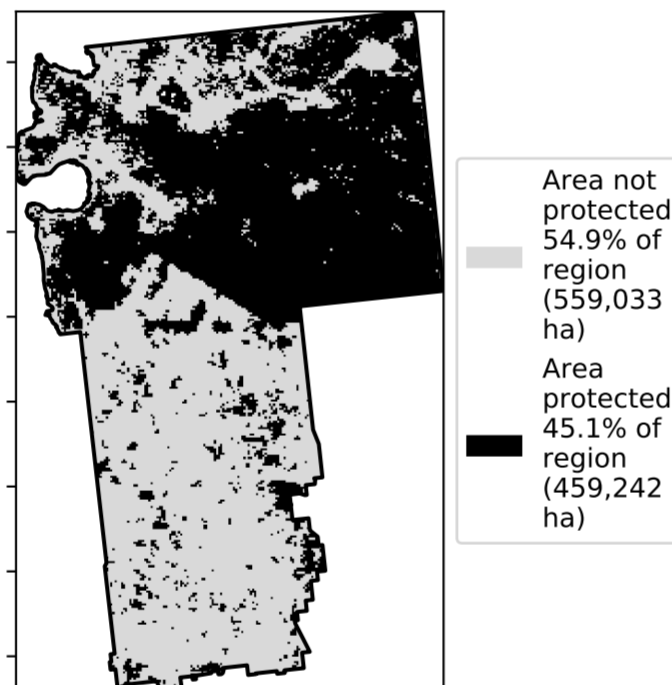 Area not
protected
54.9% of
region
(559,033
ha)
Area
protected
45.1% of
region
(459,242
ha)